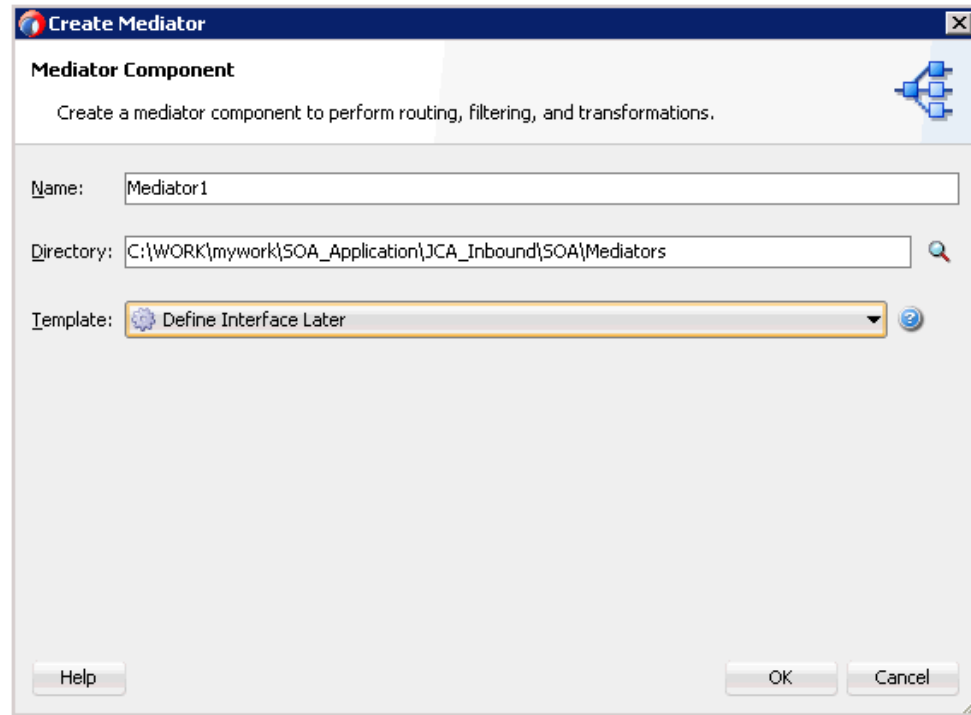 Create Mediator
Mediator Component
Create a mediator component to perform routing, filtering, and transformations.
Name: Mediator1
Directory: C:\WORK\mywork\SOA_Application\JCA_Inbound\SOA\Mediators
Template: Define Interface Later
Help OK Cancel